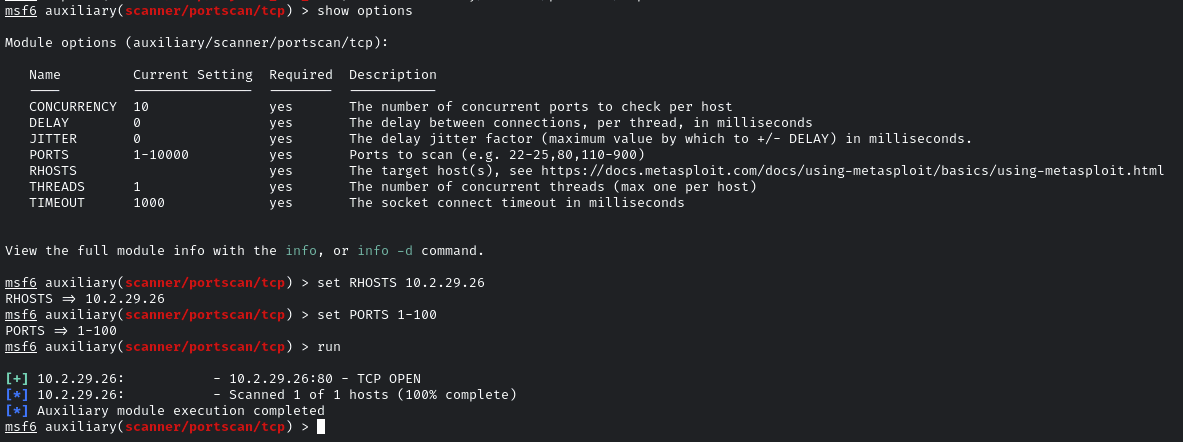 msf6 auxiliary(scanner/portscan/tcp) > show options
Module options (auxiliary/scanner/portscan/tcp):
Name Current Setting Required Description
---- --------------- -------- -----------
CONCURRENCY 10 yes The number of concurrent ports to check per host
DELAY 0 yes The delay between connections, per thread, in milliseconds
JITTER 0 yes The delay jitter factor (maximum value by which to +/- DELAY) in milliseconds.
PORTS 1-10000 yes Ports to scan (e.g. 22-25,80,110-900)
RHOSTS yes The target host(s), see https://docs.metasploit.com/docs/using-metasploit/basics/using-metasploit.html
THREADS 1 yes The number of concurrent threads (max one per host)
TIMEOUT 1000 yes The socket connect timeout in milliseconds
View the full module info with the info, or info -d command.
msf6 auxiliary(scanner/portscan/tcp) > set RHOSTS 10.2.29.26
RHOSTS => 10.2.29.26
msf6 auxiliary(scanner/portscan/tcp) > set PORTS 1-100
PORTS => 1-100
msf6 auxiliary(scanner/portscan/tcp) > run
[+] 10.2.29.26: - 10.2.29.26:80 - TCP OPEN
[*] 10.2.29.26: - Scanned 1 of 1 hosts (100% complete)
[*] Auxiliary module execution completed
msf6 auxiliary(scanner/portscan/tcp) >